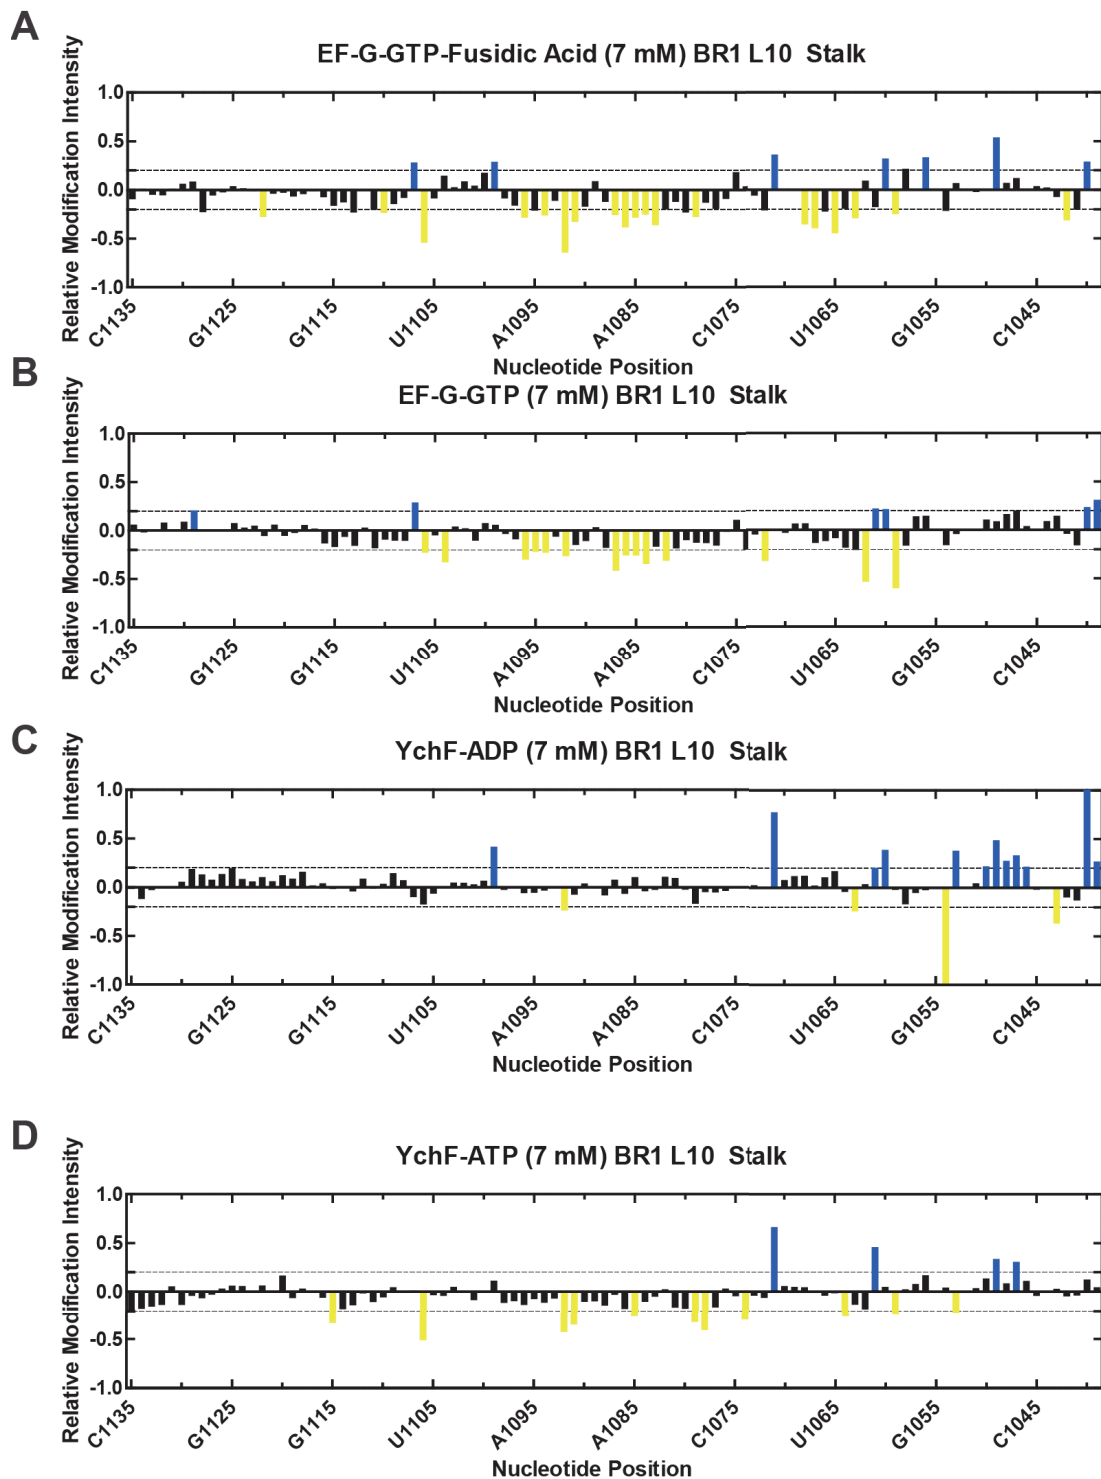 A
EF-G-GTP-Fusidic Acid (7 mM) BR1 L10 Stalk
Relative Modification Intensity
1.0
0.5
0.0
-0.5
-1.0
C1135 G1125 G1115 U1105 A1095 A1085 C1075 U1065 G1055 C1045
Nucleotide Position
B
EF-G-GTP (7 mM) BR1 L10 Stalk
Relative Modification Intensity
1.0
0.5
0.0
-0.5
-1.0
C1135 G1125 G1115 U1105 A1095 A1085 C1075 U1065 G1055 C1045
Nucleotide Position
C
YchF-ADP (7 mM) BR1 L10 Stalk
Relative Modification Intensity
1.0
0.5
0.0
-0.5
-1.0
C1135 G1125 G1115 U1105 A1095 A1085 C1075 U1065 G1055 C1045
Nucleotide Position
D
YchF-ATP (7 mM) BR1 L10 Stalk
Relative Modification Intensity
1.0
0.5
0.0
-0.5
-1.0
C1135 G1125 G1115 U1105 A1095 A1085 C1075 U1065 G1055 C1045
Nucleotide Position